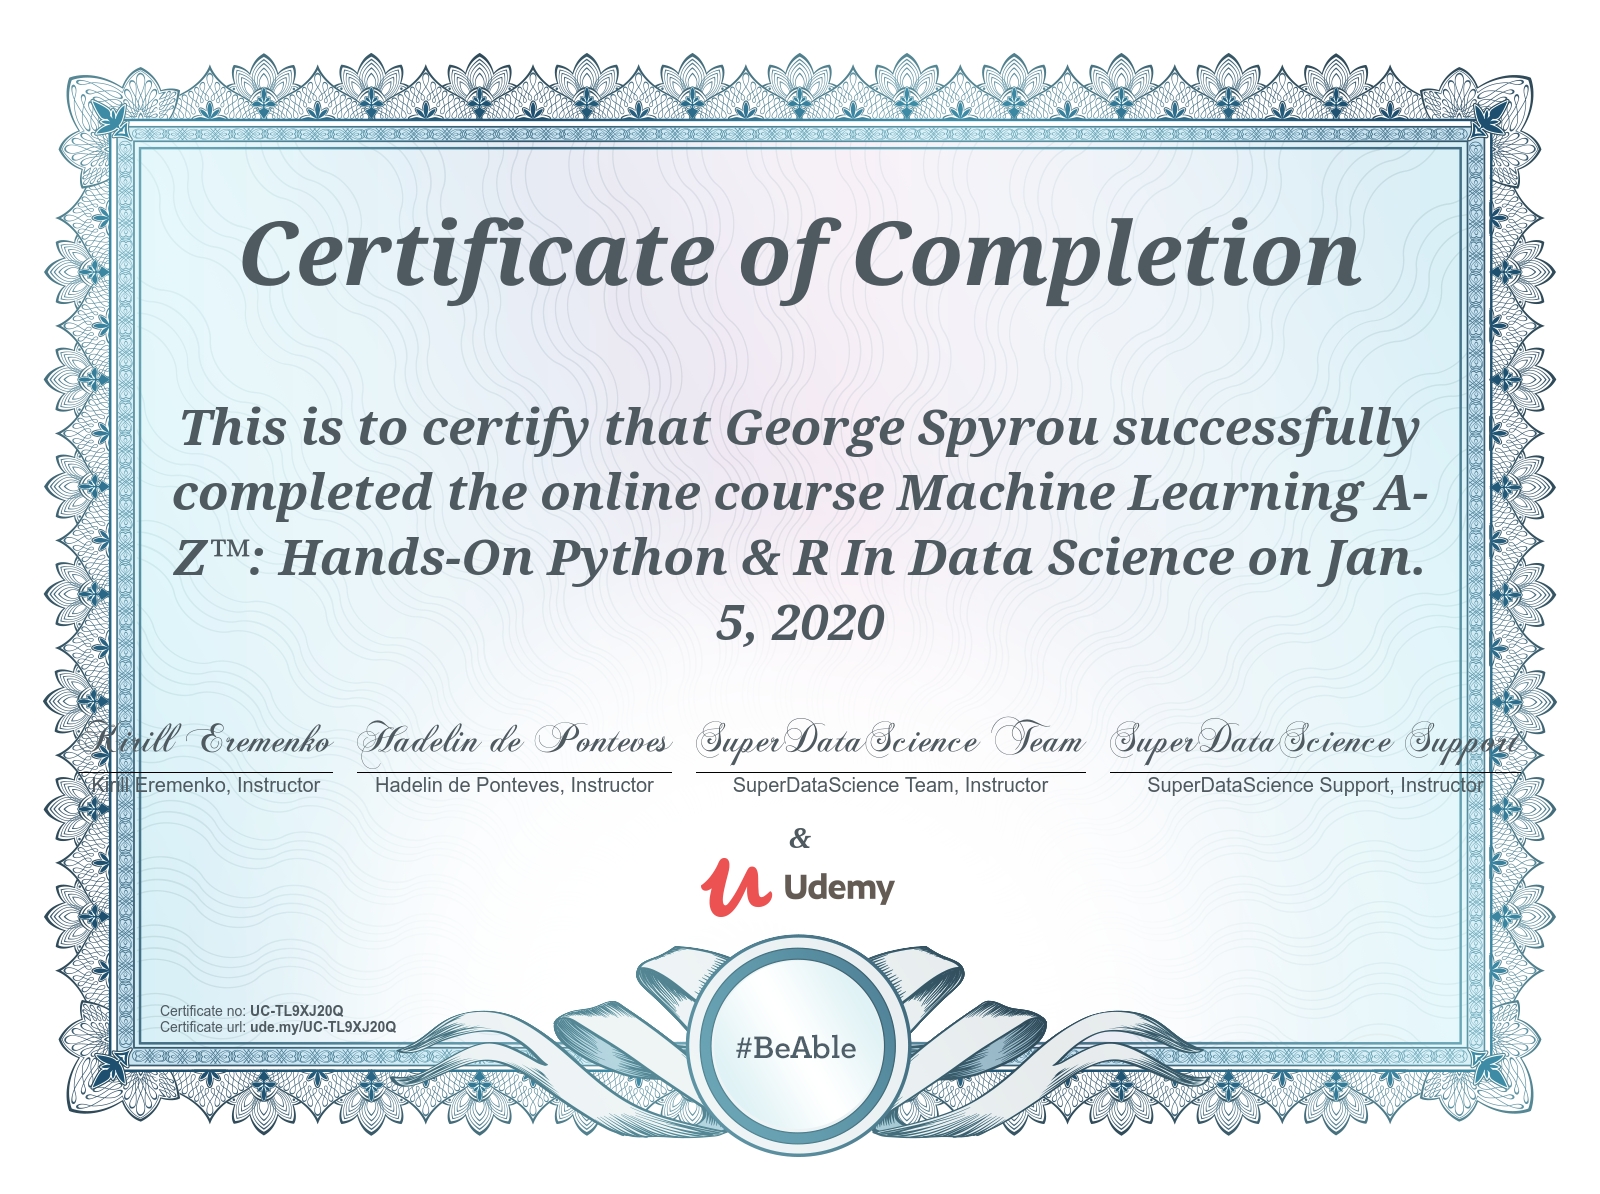 Certificate of Completion
This is to certify that George Spyrou successfully
completed the online course Machine Learning A-
Z™: Hands-On Python & R In Data Science on Jan.
5, 2020
Kirill Eremenko Hadelin de Ponteves SuperDataScience Team SuperDataScience Support
Kirill Eremenko, Instructor Hadelin de Ponteves, Instructor SuperDataScience Team, Instructor SuperDataScience Support, Instructor
&
Udemy
Certificate no: UC-TL9XJ20Q
Certificate url: ude.my/UC-TL9XJ20Q
#BeAble